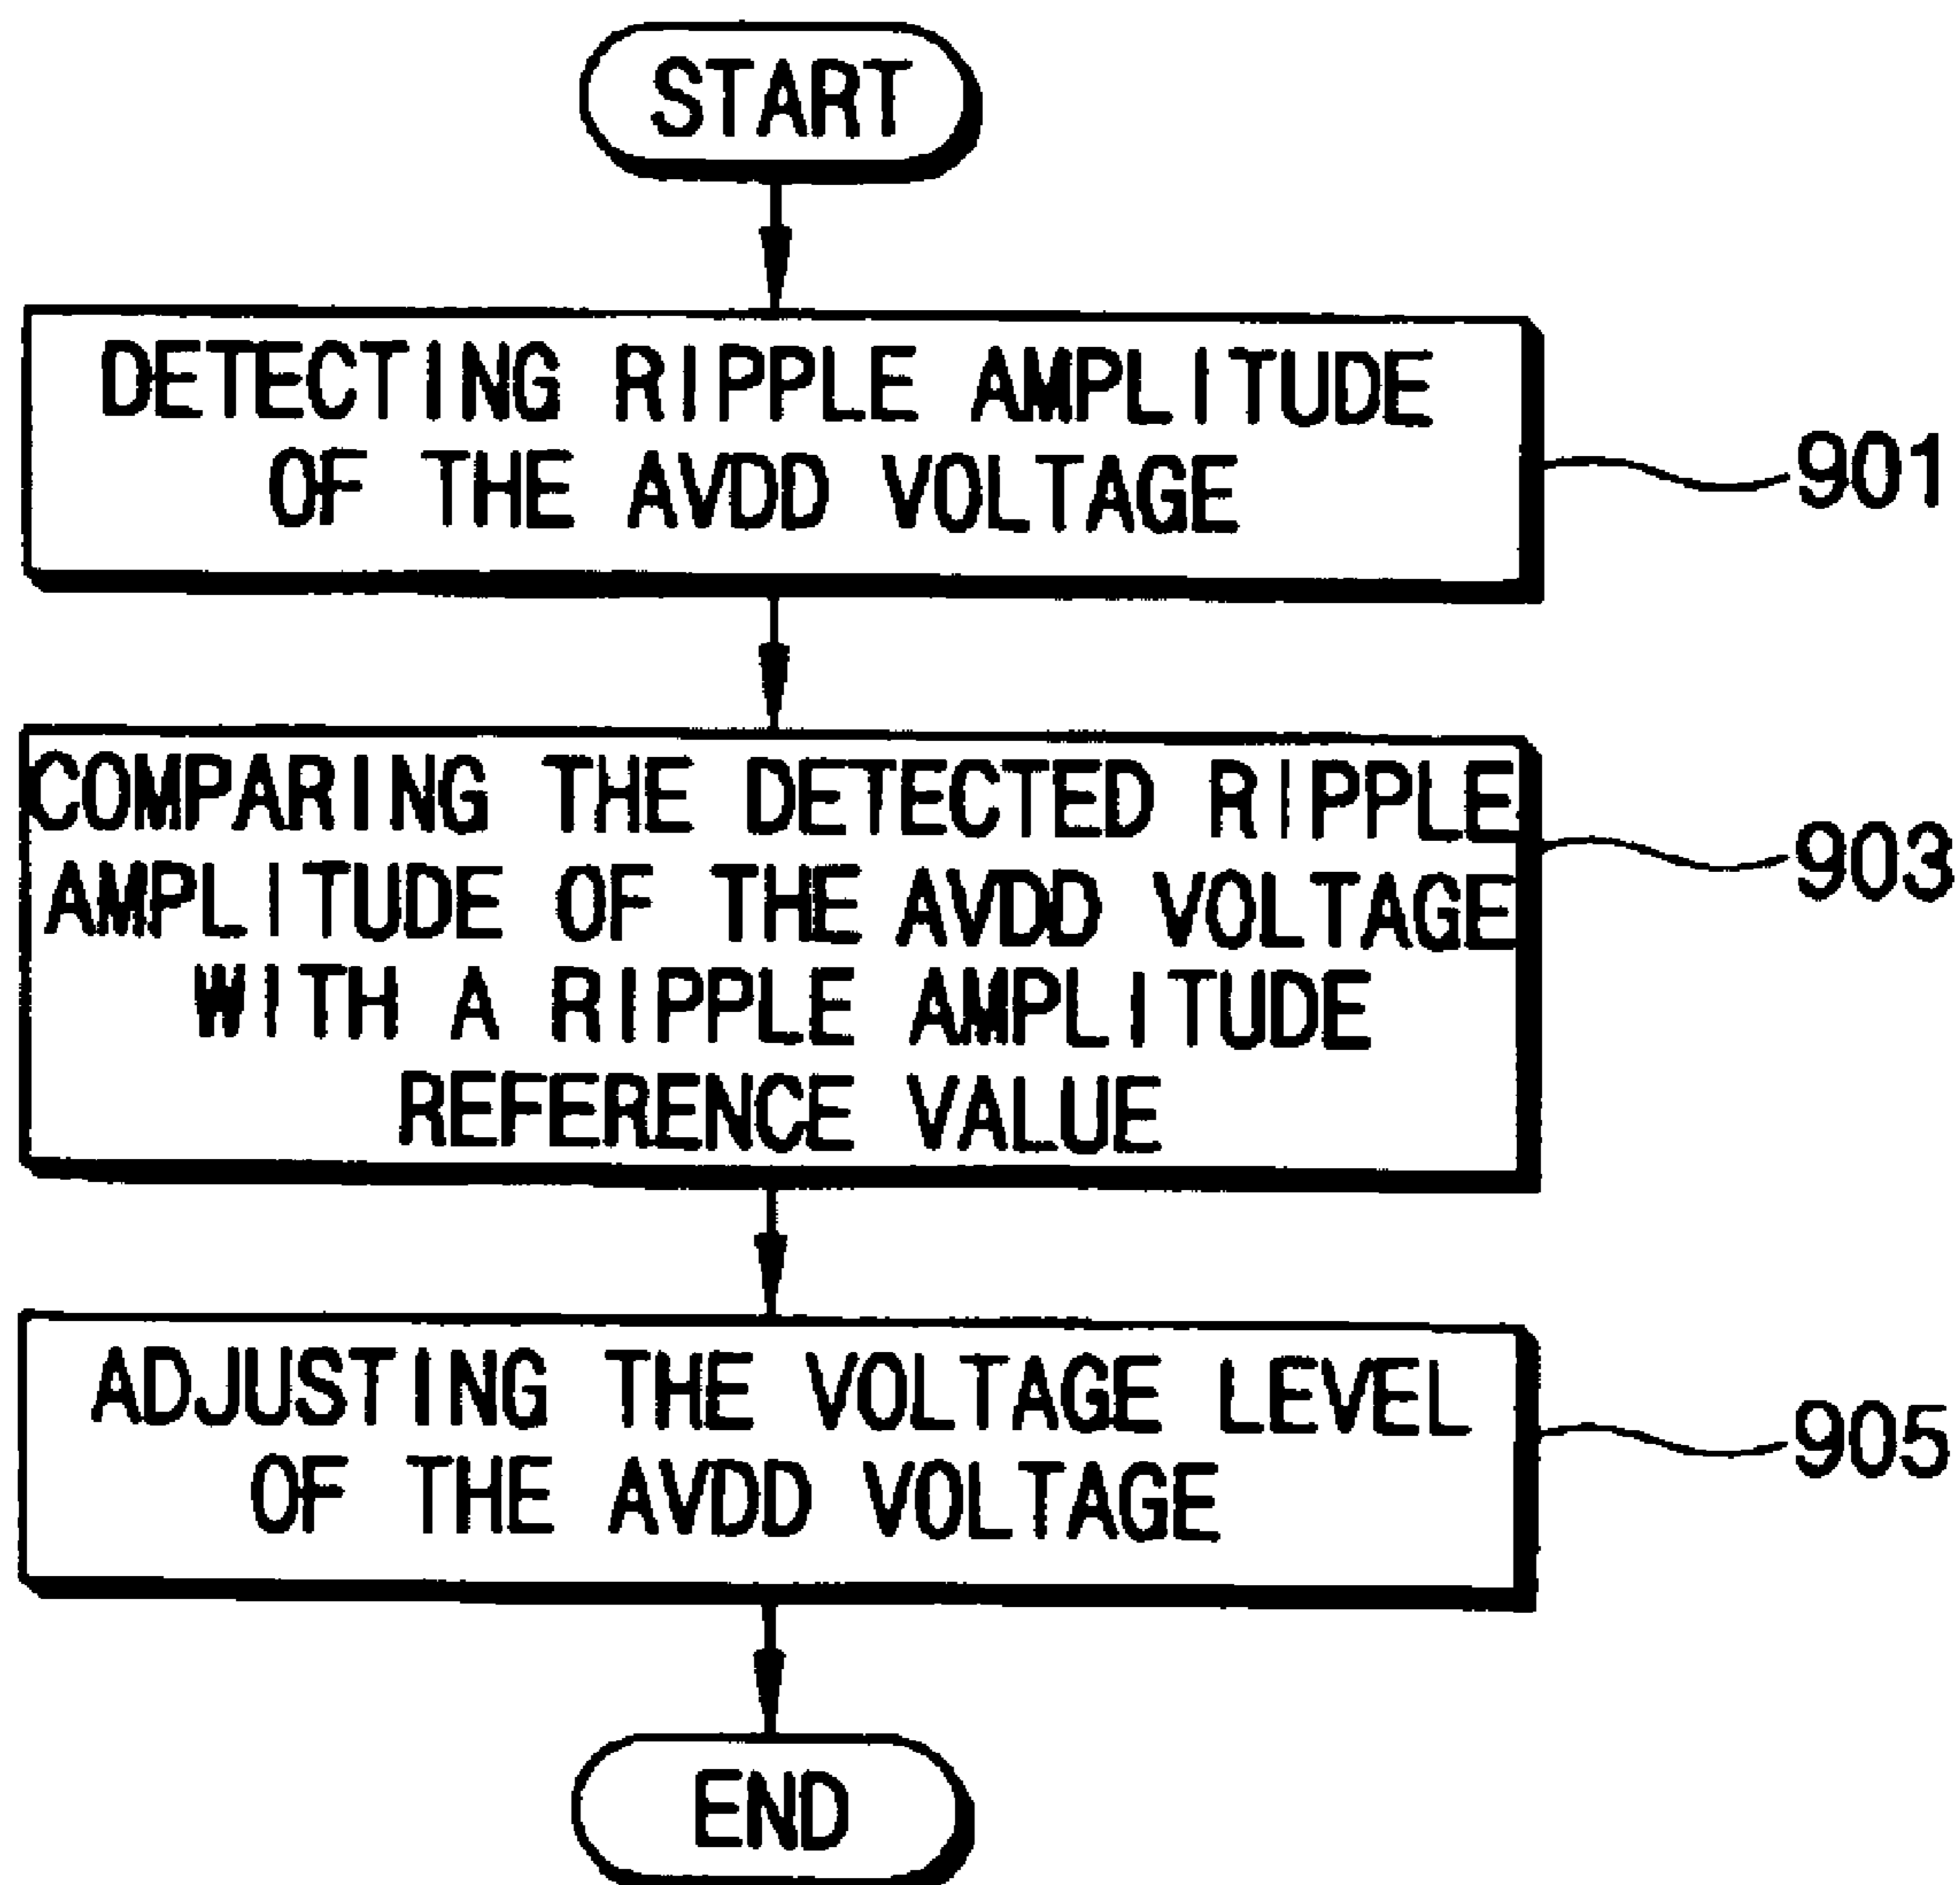 START
DETECTING RIPPLE AMPLITUDE
OF THE AVDD VOLTAGE
901
COMPARING THE DETECTED RIPPLE
AMPLITUDE OF THE AVDD VOLTAGE
WITH A RIPPLE AMPLITUDE
REFERENCE VALUE
903
ADJUSTING THE VOLTAGE LEVEL
OF THE AVDD VOLTAGE
905
END